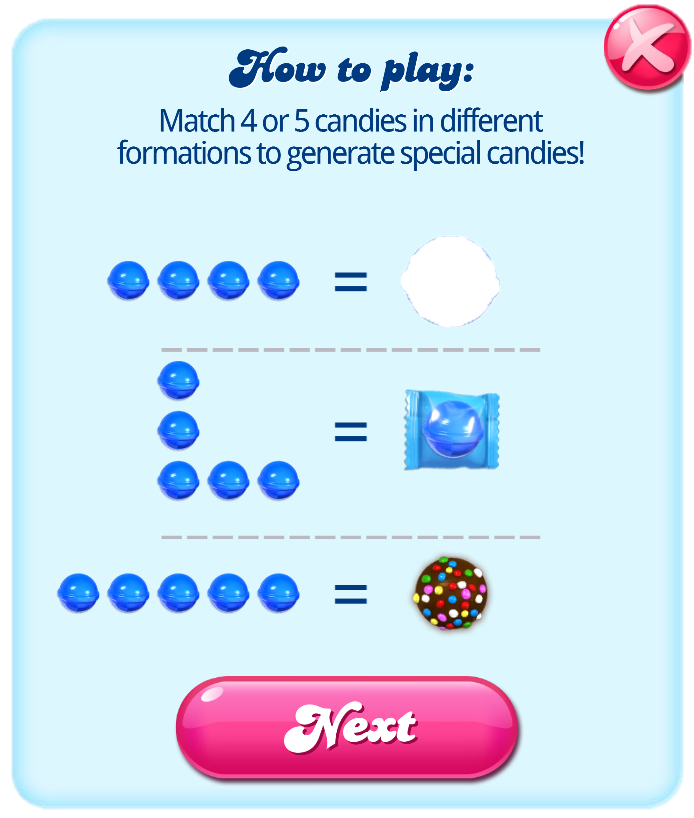 How to play:
Match 4 or 5 candies in different
formations to generate special candies!
=
=
=
Next